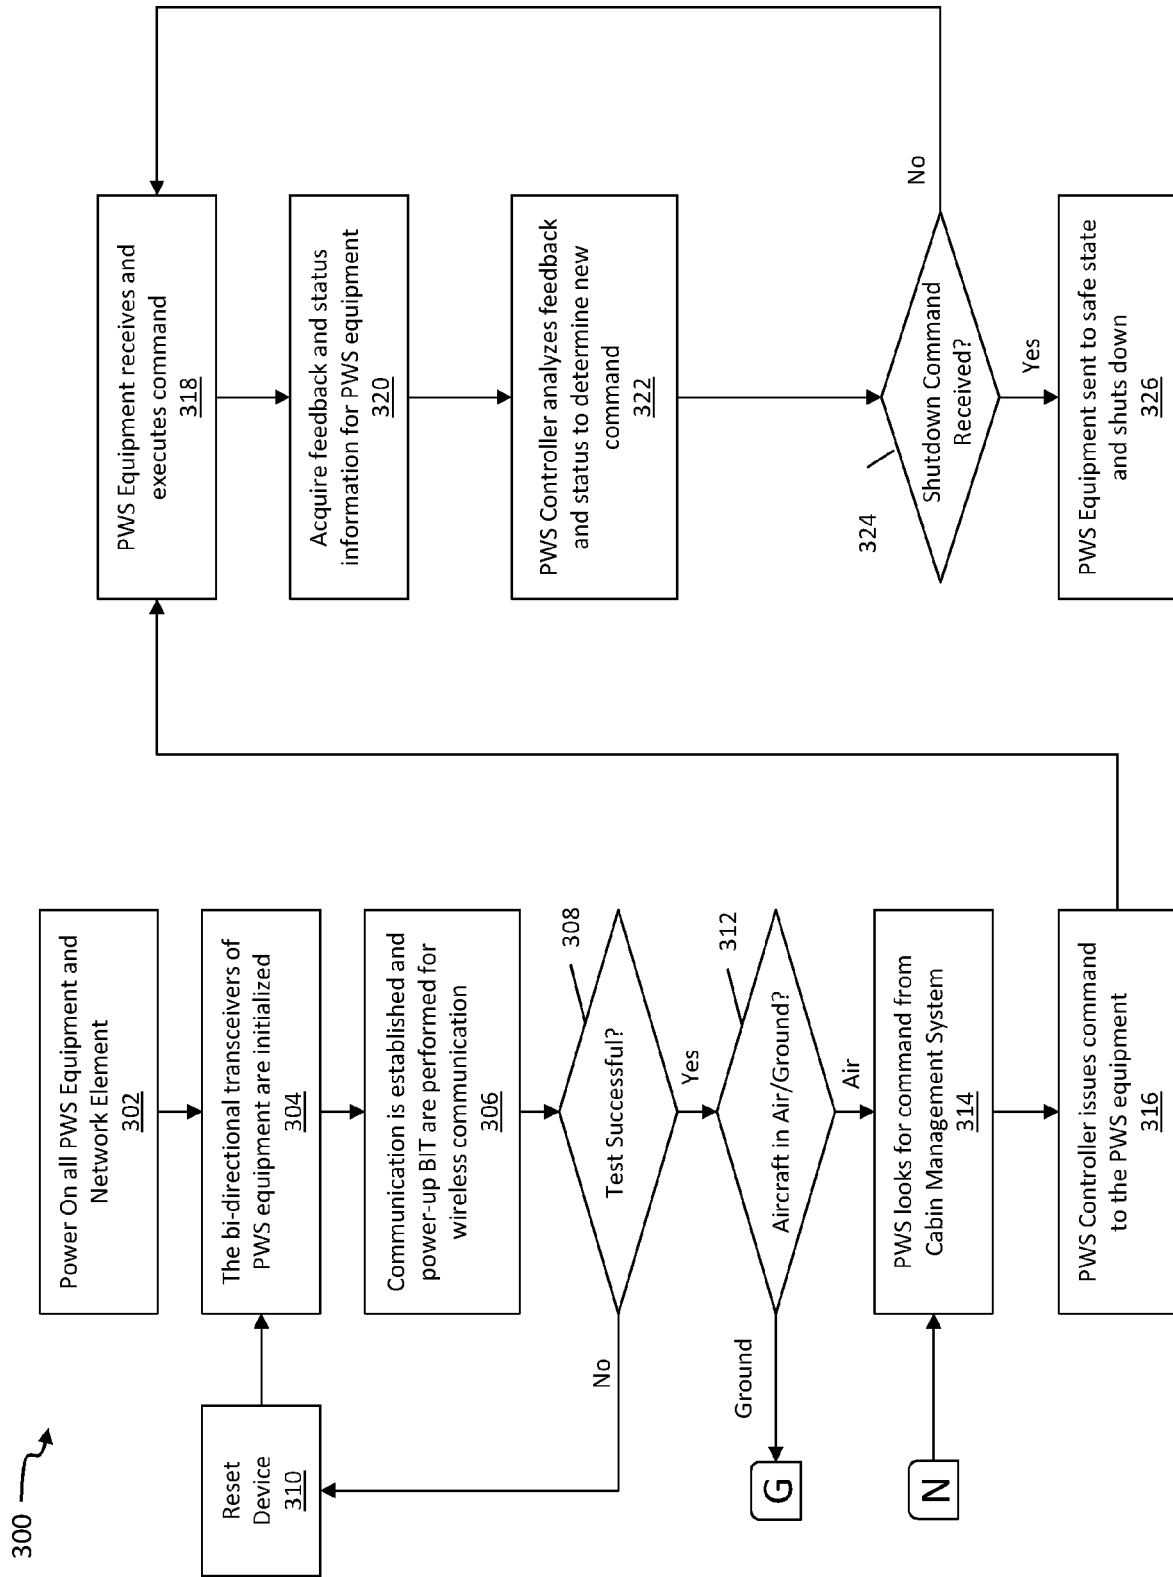 300
Power On all PWS Equipment and
Network Element
302
The bi-directional transceivers of
PWS equipment are initialized
304
Reset
Device
310
Communication is established and
power-up BIT are performed for
wireless communication
306
308
Test Successful?
No
Yes
312
Aircraft in Air/Ground?
Ground
G
Air
N
PWS looks for command from
Cabin Management System
314
PWS Controller issues command
to the PWS equipment
316
PWS Equipment receives and
executes command
318
Acquire feedback and status
information for PWS equipment
320
PWS Controller analyzes feedback
and status to determine new
command
322
324
Shutdown Command
Received?
No
Yes
PWS Equipment sent to safe state
and shuts down
326